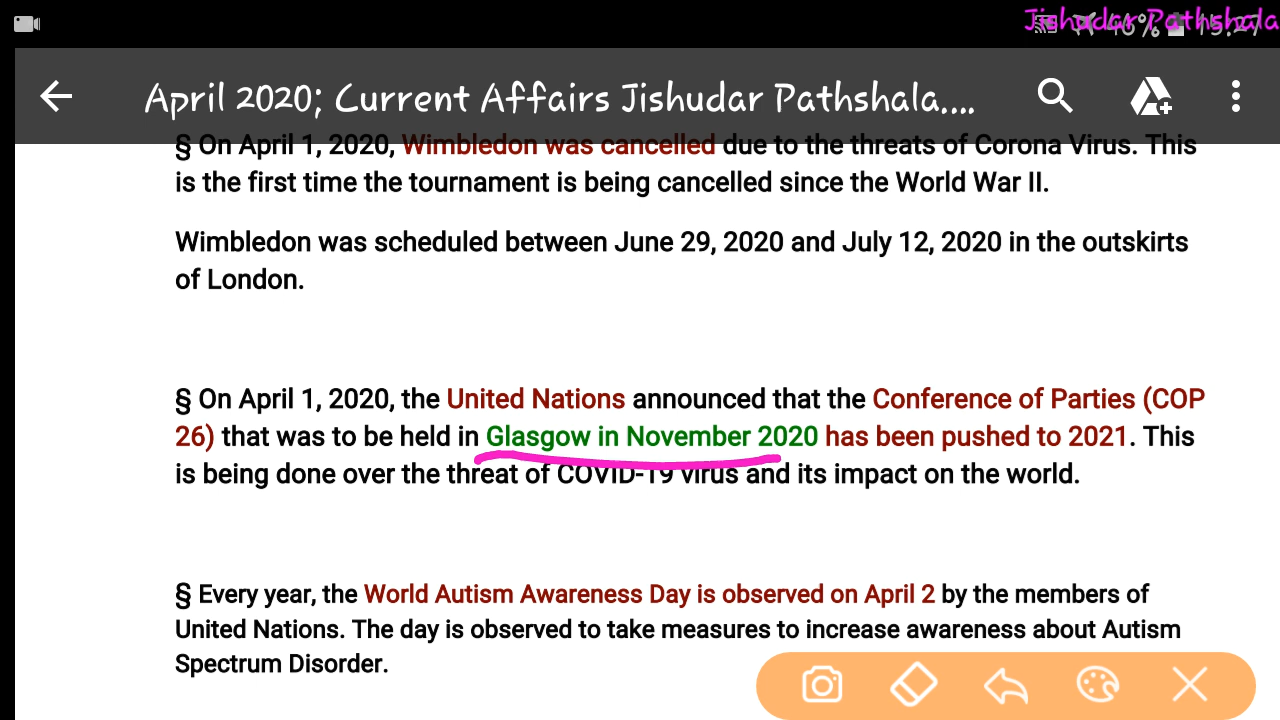 Jishudar Pathshala
46% 15:27
April 2020; Current Affairs Jishudar Pathshala....
§ On April 1, 2020, Wimbledon was cancelled due to the threats of Corona Virus. This
is the first time the tournament is being cancelled since the World War II.
Wimbledon was scheduled between June 29, 2020 and July 12, 2020 in the outskirts
of London.
§ On April 1, 2020, the United Nations announced that the Conference of Parties (COP
26) that was to be held in Glasgow in November 2020 has been pushed to 2021. This
is being done over the threat of COVID-19 virus and its impact on the world.
§ Every year, the World Autism Awareness Day is observed on April 2 by the members of
United Nations. The day is observed to take measures to increase awareness about Autism
Spectrum Disorder.